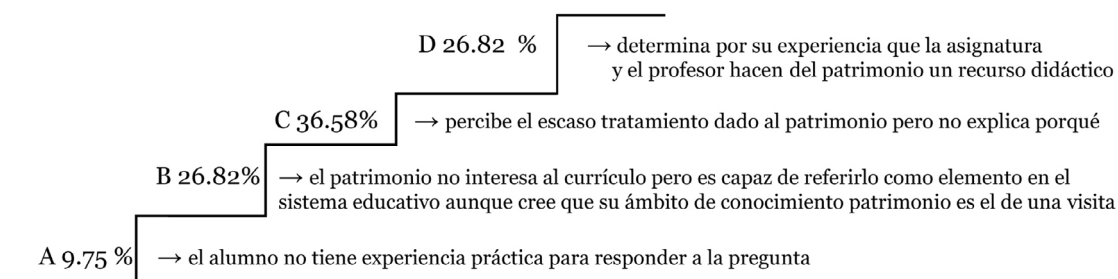 D 26.82 % → determina por su experiencia que la asignatura
y el profesor hacen del patrimonio un recurso didáctico
C 36.58% → percibe el escaso tratamiento dado al patrimonio pero no explica porqué
B 26.82% → el patrimonio no interesa al currículo pero es capaz de referirlo como elemento en el
sistema educativo aunque cree que su ámbito de conocimiento patrimonio es el de una visita
A 9.75 % → el alumno no tiene experiencia práctica para responder a la pregunta